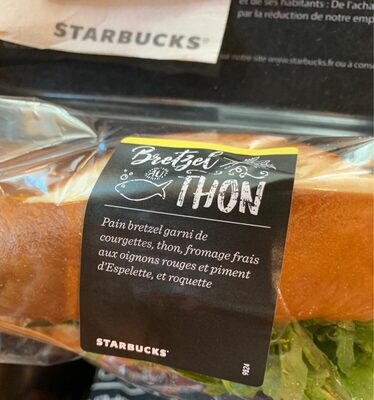 et de ses habitants : De l'acha
par la réduction de notre emp
STARBUCKS®
ur notre site www.starbucks.fr ou à cons
Bretzel
AU
THON
Pain bretzel garni de
courgettes, thon, fromage frais
aux oignons rouges et piment
d'Espelette, et roquette
STARBUCKS®
9824